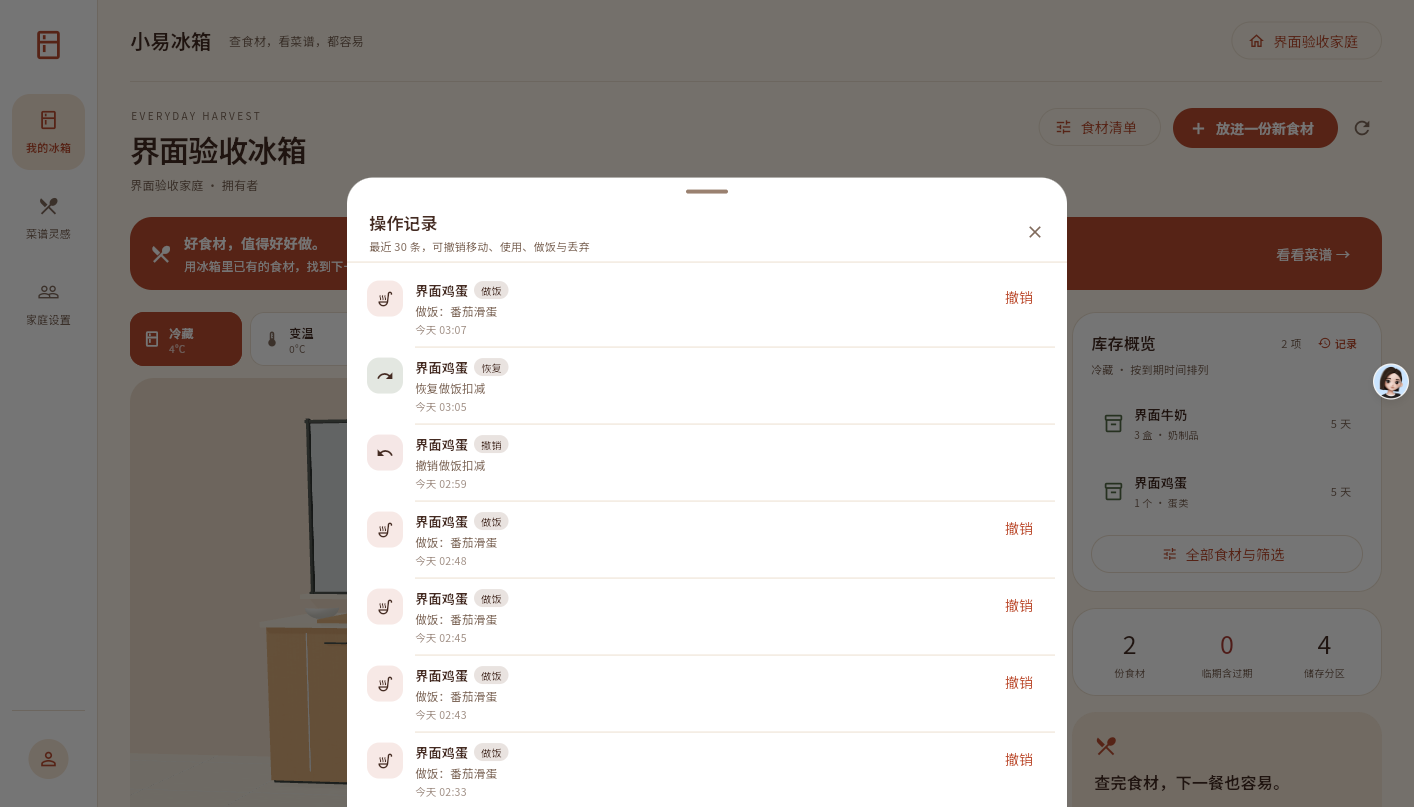 小易冰箱
查食材，看菜谱，都容易
界面验收家庭
我的冰箱
菜谱灵感
家庭设置
EVERYDAY HARVEST
界面验收冰箱
界面验收家庭 · 拥有者
食材清单
放进一份新食材
好食材，值得好好做。
用冰箱里已有的食材，找到下一
看看菜谱 →
冷藏
4°C
变温
0°C
操作记录
最近 30 条，可撤销移动、使用、做饭与丢弃
界面鸡蛋 做饭
做饭：番茄滑蛋
今天 03:07
撤销
界面鸡蛋 恢复
恢复做饭扣减
今天 03:05
界面鸡蛋 撤销
撤销做饭扣减
今天 02:59
界面鸡蛋 做饭
做饭：番茄滑蛋
今天 02:48
撤销
界面鸡蛋 做饭
做饭：番茄滑蛋
今天 02:45
撤销
界面鸡蛋 做饭
做饭：番茄滑蛋
今天 02:43
撤销
界面鸡蛋 做饭
做饭：番茄滑蛋
今天 02:33
撤销
库存概览
2 项
记录
冷藏 · 按到期时间排列
界面牛奶
3 盒 · 奶制品
5 天
界面鸡蛋
1 个 · 蛋类
5 天
全部食材与筛选
2
份食材
0
临期含过期
4
储存分区
查完食材，下一餐也容易。